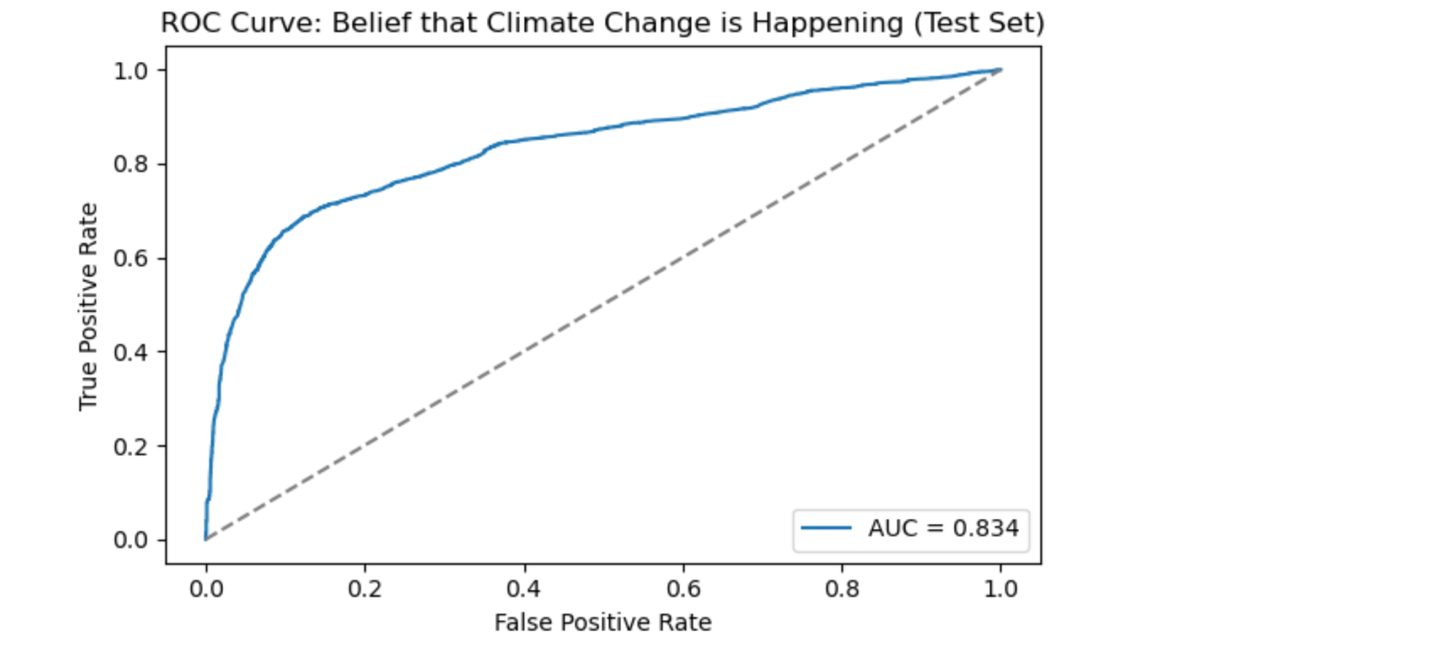 ROC Curve: Belief that Climate Change is Happening (Test Set)
True Positive Rate
1.0
0.8
0.6
0.4
0.2
0.0
AUC = 0.834
0.0 0.2 0.4 0.6 0.8 1.0
False Positive Rate